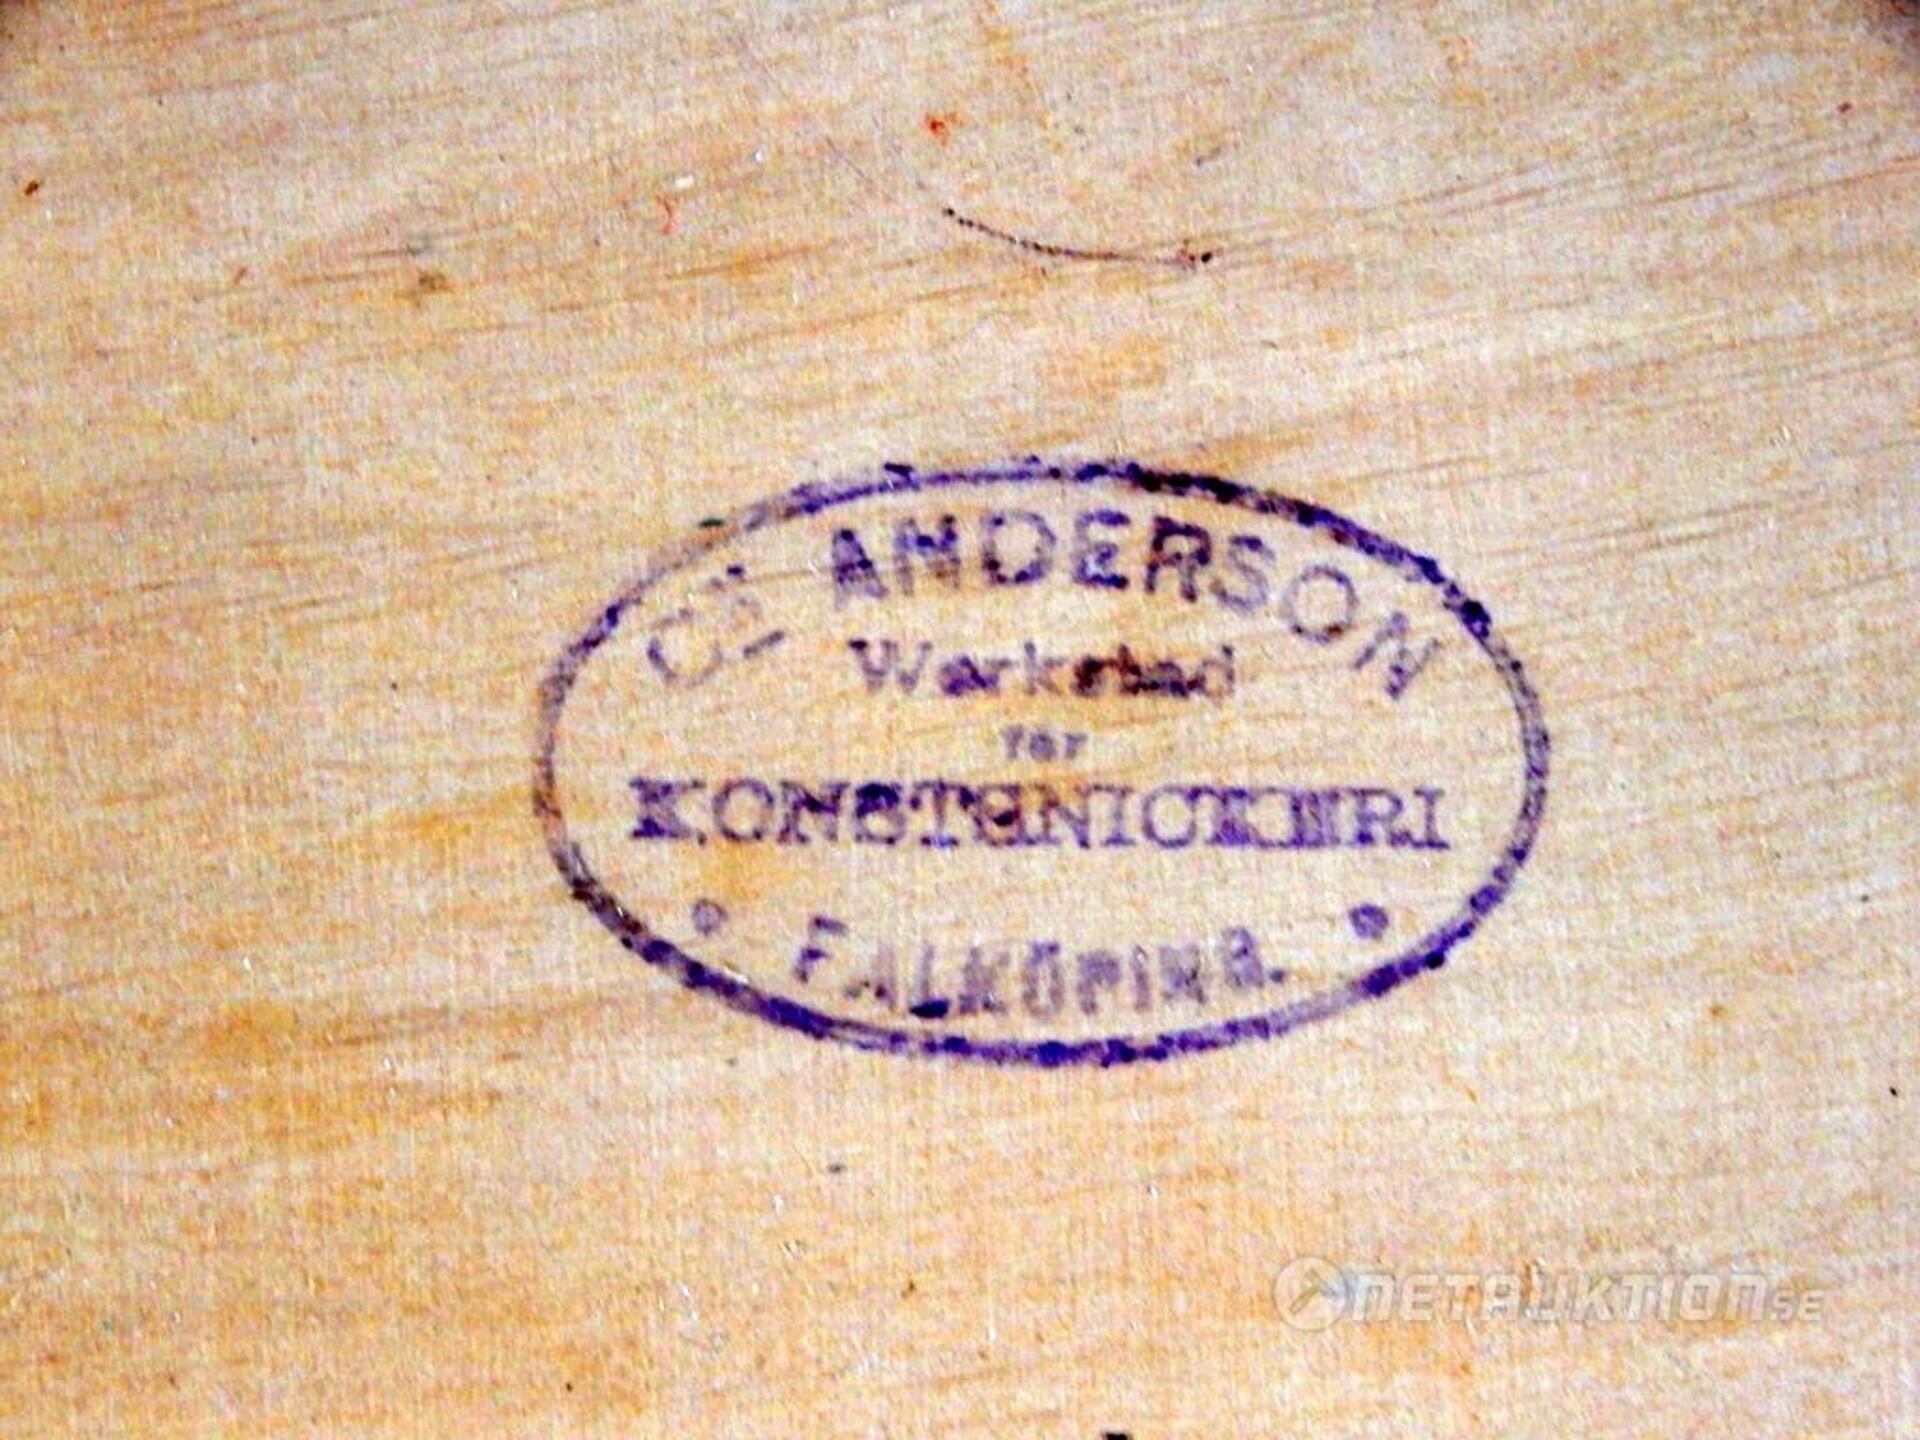 ANDERSON
Werkstad
för
KONSTSNICKERI
FALKÖPING.
NETAUKTION.SE